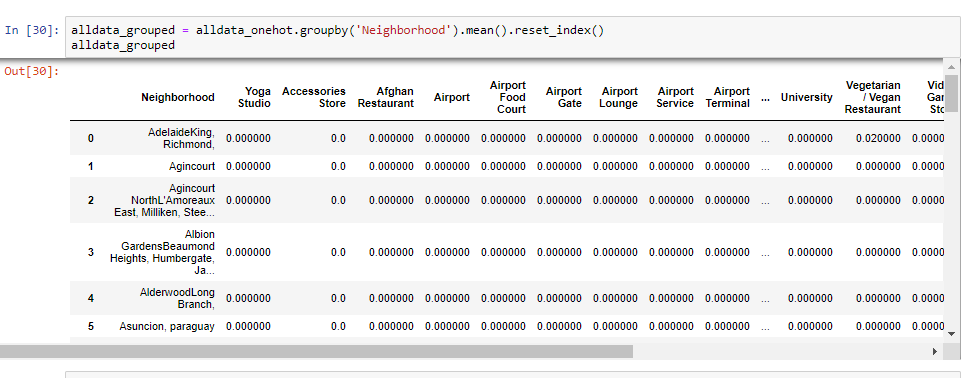 In [30]: alldata_grouped = alldata_onehot.groupby('Neighborhood').mean().reset_index()
alldata_grouped
Out[30]:
Neighborhood Yoga Studio Accessories Store Afghan Restaurant Airport Airport Food Court Airport Gate Airport Lounge Airport Service Airport Terminal ... University Vegetarian / Vegan Restaurant Vid Gar Sto
0 AdelaideKing, Richmond, 0.000000 0.0 0.000000 0.000000 0.000000 0.000000 0.000000 0.000000 0.000000 ... 0.000000 0.020000 0.0000
1 Agincourt 0.000000 0.0 0.000000 0.000000 0.000000 0.000000 0.000000 0.000000 0.000000 ... 0.000000 0.000000 0.0000
2 Agincourt NorthL'Amoreaux East, Milliken, Stee... 0.000000 0.0 0.000000 0.000000 0.000000 0.000000 0.000000 0.000000 0.000000 ... 0.000000 0.000000 0.0000
3 Albion GardensBeaumond Heights, Humbergate, Ja... 0.000000 0.0 0.000000 0.000000 0.000000 0.000000 0.000000 0.000000 0.000000 ... 0.000000 0.000000 0.0000
4 AlderwoodLong Branch, 0.000000 0.0 0.000000 0.000000 0.000000 0.000000 0.000000 0.000000 0.000000 ... 0.000000 0.000000 0.0000
5 Asuncion, paraguay 0.000000 0.0 0.000000 0.000000 0.000000 0.000000 0.000000 0.000000 0.000000 ... 0.000000 0.000000 0.0000